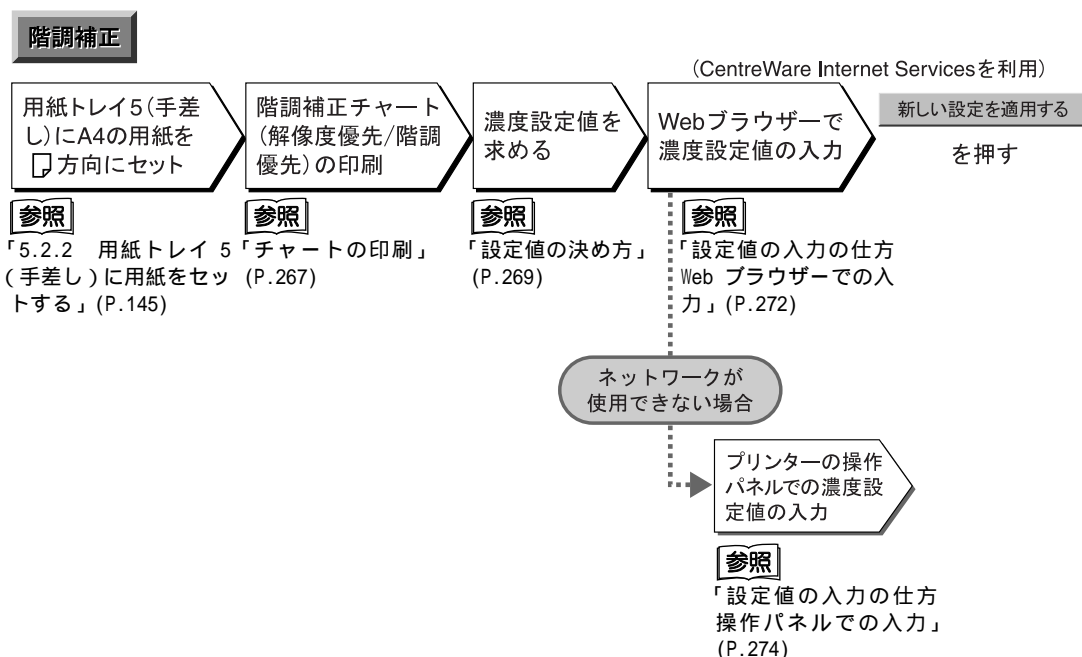 階調補正
(CentreWare Internet Servicesを利用)
用紙トレイ5(手差
し)にA4の用紙を
方向にセット
階調補正チャート
(解像度優先/階調
優先)の印刷
濃度設定値を
求める
Webブラウザーで
濃度設定値の入力
新しい設定を適用する
を押す
参照
「5.2.2 用紙トレイ 5
(手差し)に用紙をセッ
トする」(P.145)
参照
「チャートの印刷」
(P.267)
参照
「設定値の決め方」
(P.269)
参照
「設定値の入力の仕方
Web ブラウザーでの入
力」(P.272)
ネットワークが
使用できない場合
プリンターの操作
パネルでの濃度設
定値の入力
参照
「設定値の入力の仕方
操作パネルでの入力」
(P.274)